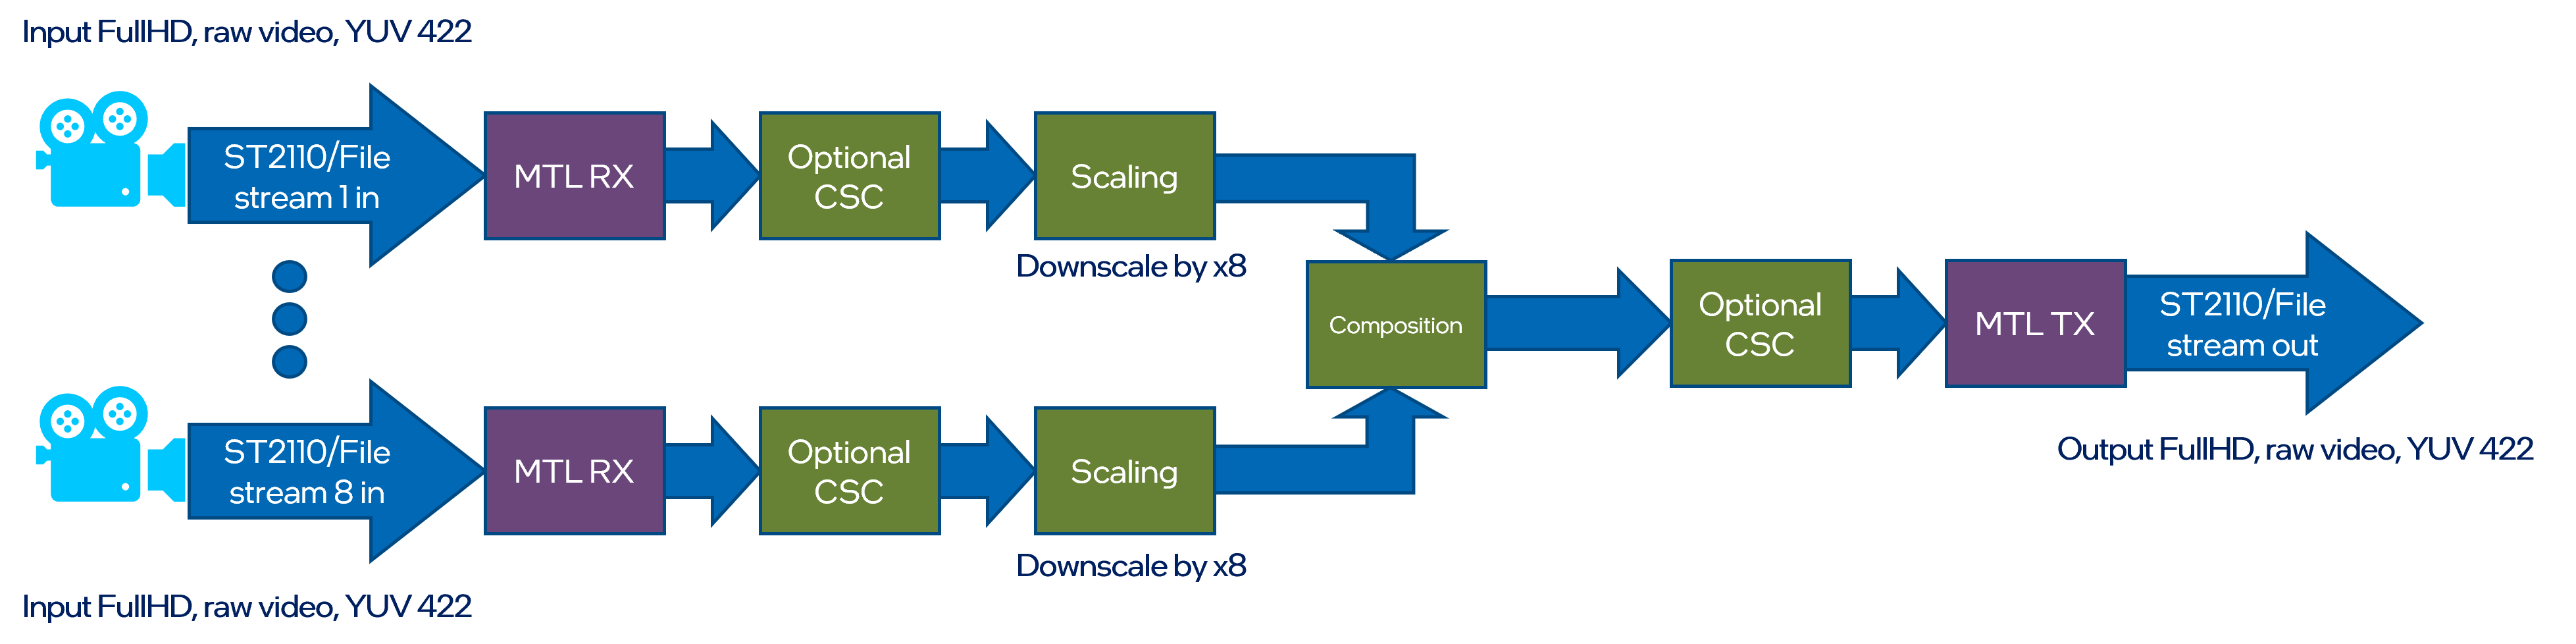 Input FullHD, raw video, YUV 422
ST2110/File
stream 1 in
MTL RX
Optional
CSC
Scaling
Downscale by x8
ST2110/File
stream 8 in
MTL RX
Optional
CSC
Scaling
Downscale by x8
Input FullHD, raw video, YUV 422
Composition
Optional
CSC
MTL TX
ST2110/File
stream out
Output FullHD, raw video, YUV 422